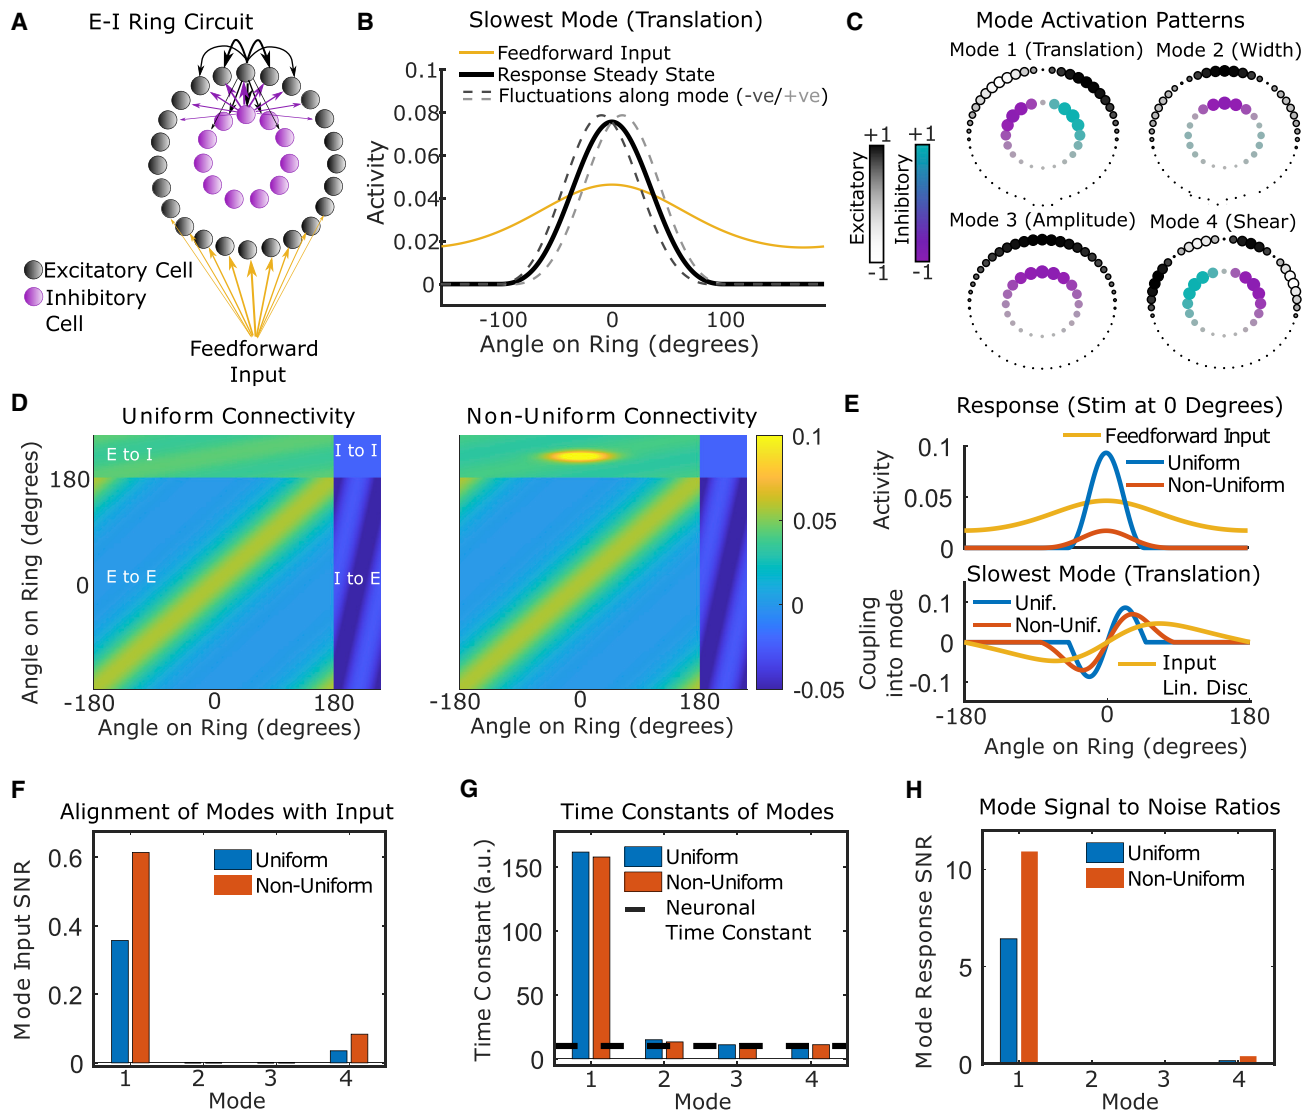 A
E-I Ring Circuit
Excitatory Cell
Inhibitory
Cell
Feedforward
Input
B
Slowest Mode (Translation)
Feedforward Input
Response Steady State
Fluctuations along mode (-ve/+ve)
0.1
0.08
0.06
0.04
0.02
0
Activity
-100
0
100
Angle on Ring (degrees)
C
Mode Activation Patterns
Mode 1 (Translation)
Mode 2 (Width)
Mode 3 (Amplitude)
Mode 4 (Shear)
+1
+1
Excitatory
Inhibitory
-1
-1
D
Uniform Connectivity
E to I
I to I
E to E
I to E
180
0
-180
0
180
Angle on Ring (degrees)
Angle on Ring (degrees)
Non-Uniform Connectivity
-180
0
180
Angle on Ring (degrees)
0.1
0.05
0
-0.05
E
Response (Stim at 0 Degrees)
Feedforward Input
Uniform
Non-Uniform
0.1
0.05
0
Activity
Slowest Mode (Translation)
Unif.
Non-Unif.
Input
Lin. Disc
0.1
0
-0.1
Coupling
into mode
-180
0
180
Angle on Ring (degrees)
F
Alignment of Modes with Input
Uniform
Non-Uniform
0.6
0.4
0.2
0
Mode Input SNR
1
2
3
4
Mode
G
Time Constants of Modes
Uniform
Non-Uniform
Neuronal
Time Constant
150
100
50
0
Time Constant (a.u.)
1
2
3
4
Mode
H
Mode Signal to Noise Ratios
Uniform
Non-Uniform
10
5
0
Mode Response SNR
1
2
3
4
Mode